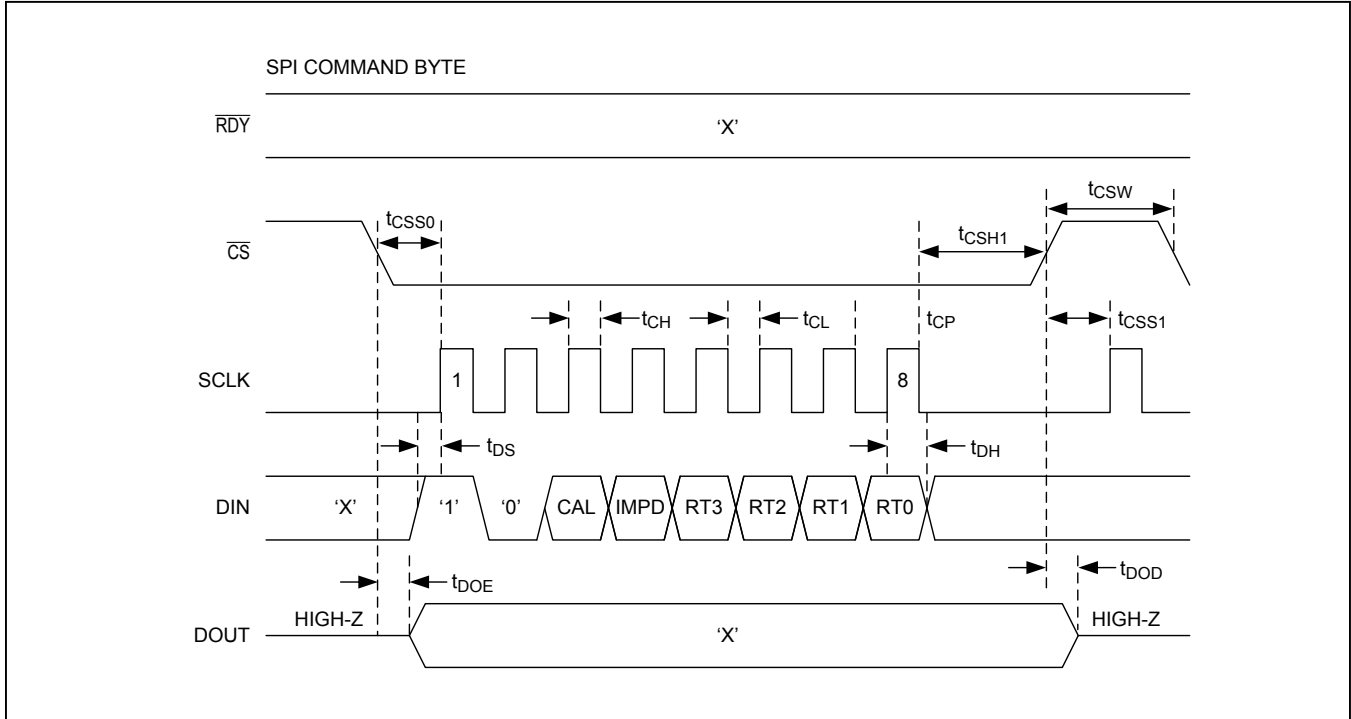 SPI COMMAND BYTE
RDY
'X'
tCSW
tCSS0
CS
tCSH1
tCH
tCL
tCP
tCSS1
SCLK
1
8
tDS
tDH
DIN
'X'
'1'
'0'
CAL
IMPD
RT3
RT2
RT1
RT0
tDOE
tDOD
HIGH-Z
HIGH-Z
DOUT
'X'